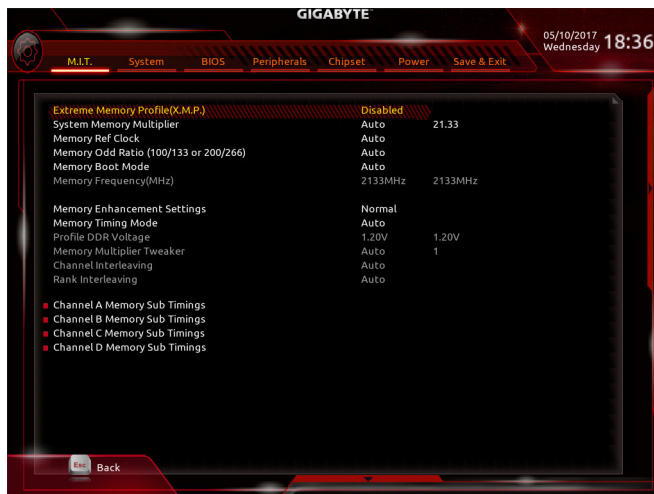 GIGABYTE™
05/10/2017 18:36
Wednesday
M.I.T. System BIOS Peripherals Chipset Power Save & Exit
Extreme Memory Profile(X.M.P.) Disabled
System Memory Multiplier Auto 21.33
Memory Ref Clock Auto
Memory Odd Ratio (100/133 or 200/266) Auto
Memory Boot Mode Auto
Memory Frequency(MHz) 2133MHz 2133MHz
Memory Enhancement Settings Normal
Memory Timing Mode Auto
Profile DDR Voltage 1.20V 1.20V
Memory Multiplier Tweaker Auto 1
Channel Interleaving Auto
Rank Interleaving Auto
Channel A Memory Sub Timings
Channel B Memory Sub Timings
Channel C Memory Sub Timings
Channel D Memory Sub Timings
Esc Back